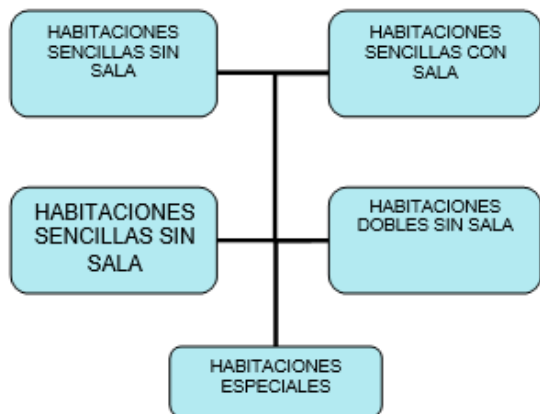 HABITACIONES
SENCILLAS SIN
SALA
HABITACIONES
SENCILLAS CON
SALA
HABITACIONES
SENCILLAS SIN
SALA
HABITACIONES
DOBLES SIN SALA
HABITACIONES
ESPECIALES